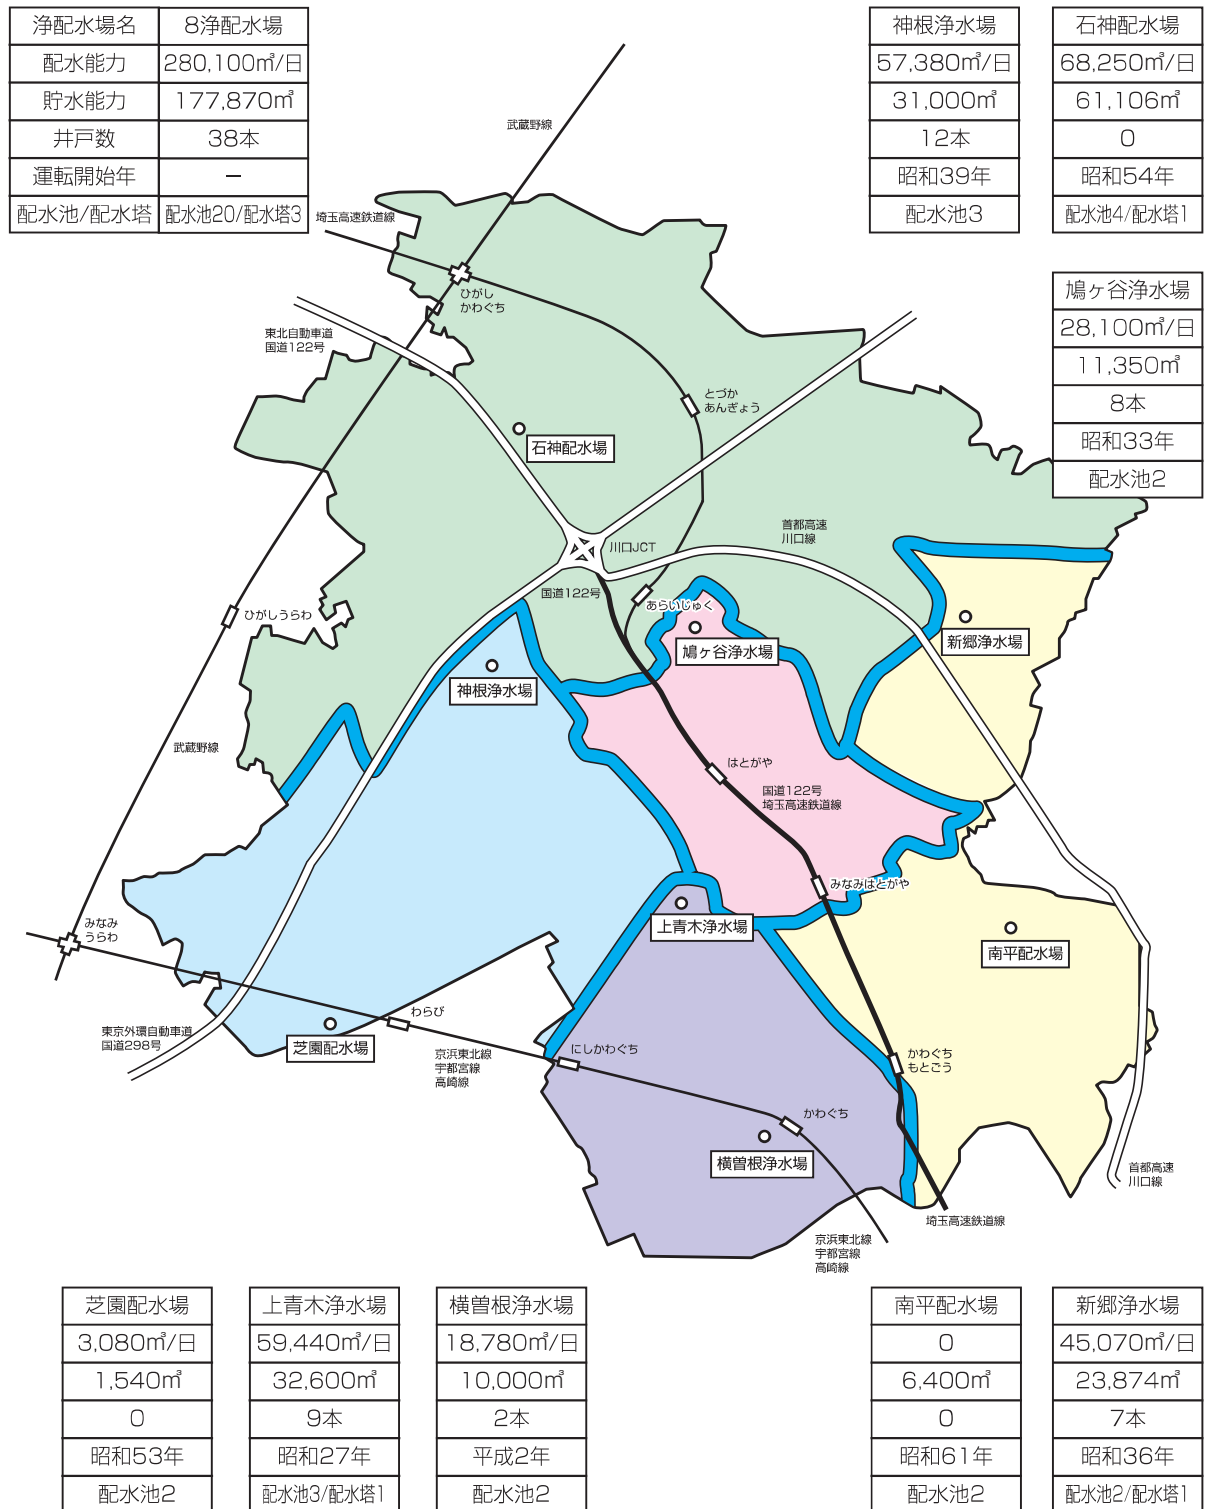 浄配水場名 8浄配水場
配水能力 280,100㎥/日
貯水能力 177,870㎥
井戸数 38本
運転開始年 －
配水池/配水塔 配水池20/配水塔3
神根浄水場
57,380㎥/日
31,000㎥
12本
昭和39年
配水池3
石神配水場
68,250㎥/日
61,106㎥
0
昭和54年
配水池4/配水塔1
鳩ヶ谷浄水場
28,100㎥/日
11,350㎥
8本
昭和33年
配水池2
武蔵野線
埼玉高速鉄道線
ひがし
かわぐち
東北自動車道
国道122号
とづか
あんぎょう
石神配水場
首都高速
川口線
川口JCT
国道122号
あらいじゅく
ひがしうらわ
鳩ヶ谷浄水場
新郷浄水場
神根浄水場
武蔵野線
はとがや
国道122号
埼玉高速鉄道線
みなみはとがや
みなみ
うらわ
上青木浄水場
南平配水場
わらび
東京外環自動車道
国道298号
芝園配水場
京浜東北線
宇都宮線
高崎線
にしかわぐち
かわぐち
もとごう
かわぐち
横曽根浄水場
首都高速
川口線
埼玉高速鉄道線
京浜東北線
宇都宮線
高崎線
芝園配水場
3,080㎥/日
1,540㎥
0
昭和53年
配水池2
上青木浄水場
59,440㎥/日
32,600㎥
9本
昭和27年
配水池3/配水塔1
横曽根浄水場
18,780㎥/日
10,000㎥
2本
平成2年
配水池2
南平配水場
0
6,400㎥
0
昭和61年
配水池2
新郷浄水場
45,070㎥/日
23,874㎥
7本
昭和36年
配水池2/配水塔1